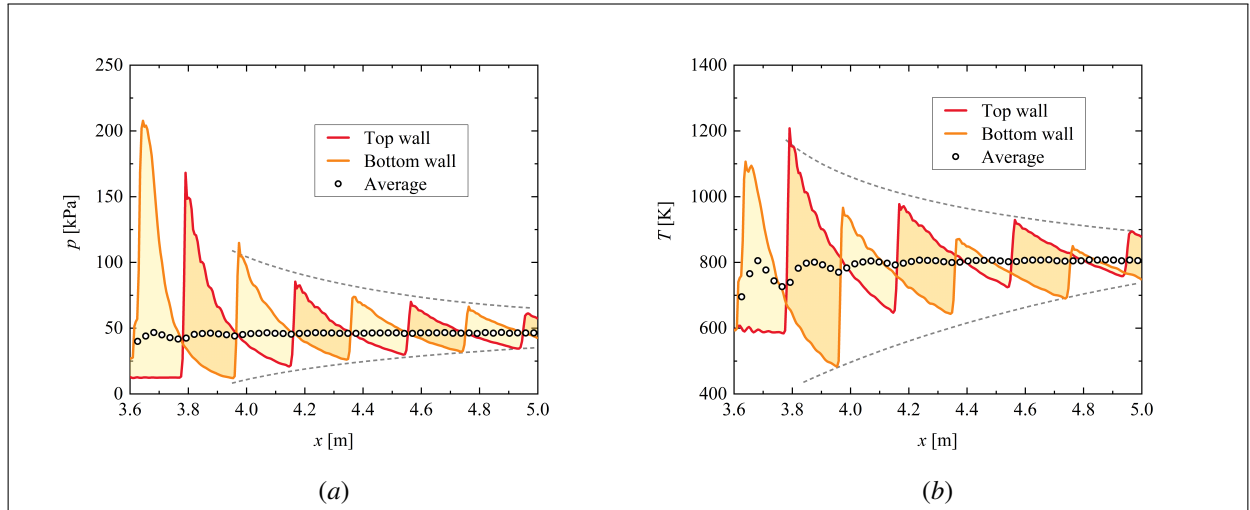 250
200
150
100
50
0
p [kPa]
3.6 3.8 4.0 4.2 4.4 4.6 4.8 5.0
x [m]
Top wall
Bottom wall
Average
(a)
1400
1200
1000
800
600
400
T [K]
3.6 3.8 4.0 4.2 4.4 4.6 4.8 5.0
x [m]
Top wall
Bottom wall
Average
(b)